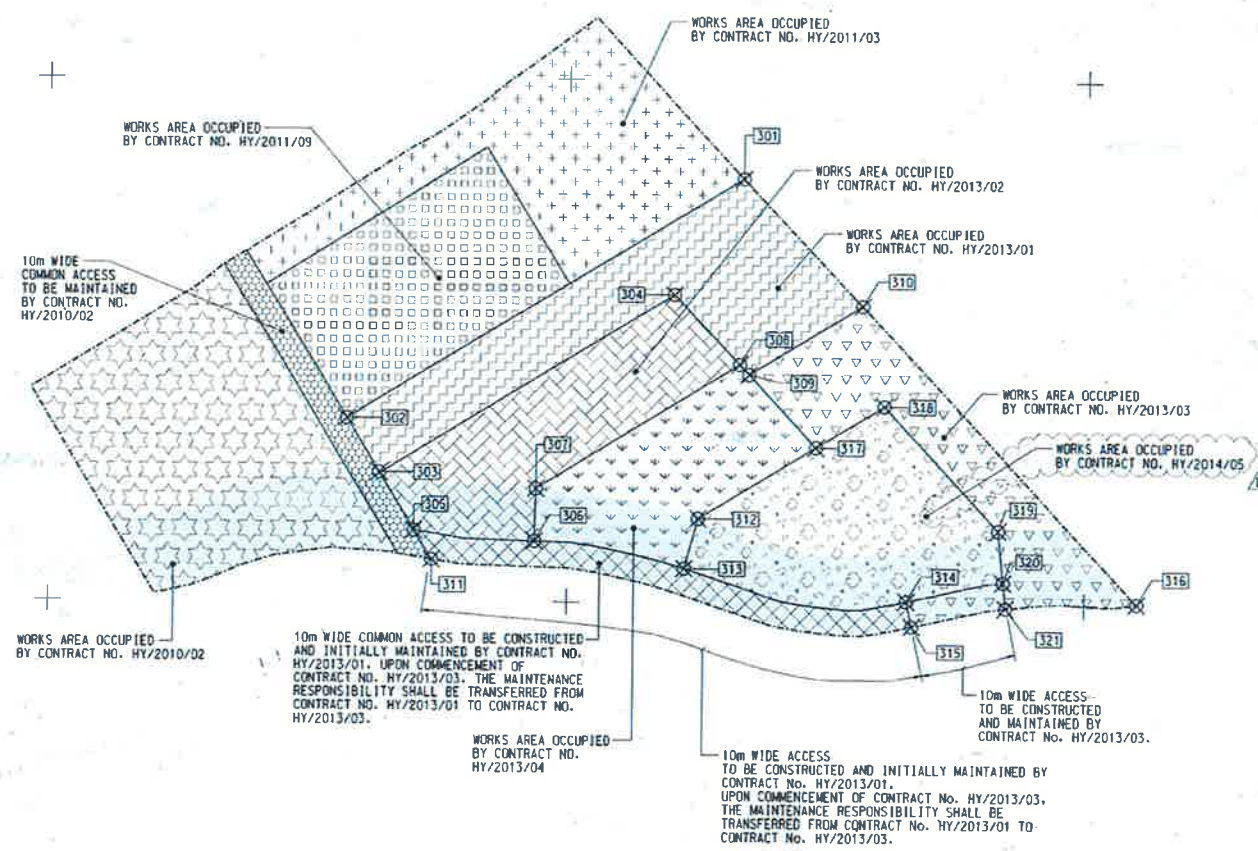 WORKS AREA OCCUPIED
BY CONTRACT NO. HY/2011/03
WORKS AREA OCCUPIED
BY CONTRACT NO. HY/2011/09
301
WORKS AREA OCCUPIED
BY CONTRACT NO. HY/2013/02
WORKS AREA OCCUPIED
BY CONTRACT NO. HY/2013/01
10m WIDE
COMMON ACCESS
TO BE MAINTAINED
BY CONTRACT NO.
HY/2010/02
304
310
308
309
302
318
WORKS AREA OCCUPIED
BY CONTRACT NO. HY/2013/03
307
317
WORKS AREA OCCUPIED
BY CONTRACT NO. HY/2014/05
303
305
306
312
319
313
311
314
320
316
321
315
WORKS AREA OCCUPIED
BY CONTRACT NO. HY/2010/02
10m WIDE COMMON ACCESS TO BE CONSTRUCTED
AND INITIALLY MAINTAINED BY CONTRACT NO.
HY/2013/01. UPON COMMENCEMENT OF
CONTRACT NO. HY/2013/03. THE MAINTENANCE
RESPONSIBILITY SHALL BE TRANSFERRED FROM
CONTRACT NO. HY/2013/01 TO CONTRACT NO.
HY/2013/03.
WORKS AREA OCCUPIED
BY CONTRACT NO.
HY/2013/04
10m WIDE ACCESS
TO BE CONSTRUCTED
AND MAINTAINED BY
CONTRACT No. HY/2013/03.
10m WIDE ACCESS
TO BE CONSTRUCTED AND INITIALLY MAINTAINED BY
CONTRACT No. HY/2013/01.
UPON COMMENCEMENT OF CONTRACT No. HY/2013/03,
THE MAINTENANCE RESPONSIBILITY SHALL BE
TRANSFERRED FROM CONTRACT No. HY/2013/01 TO
CONTRACT No. HY/2013/03.